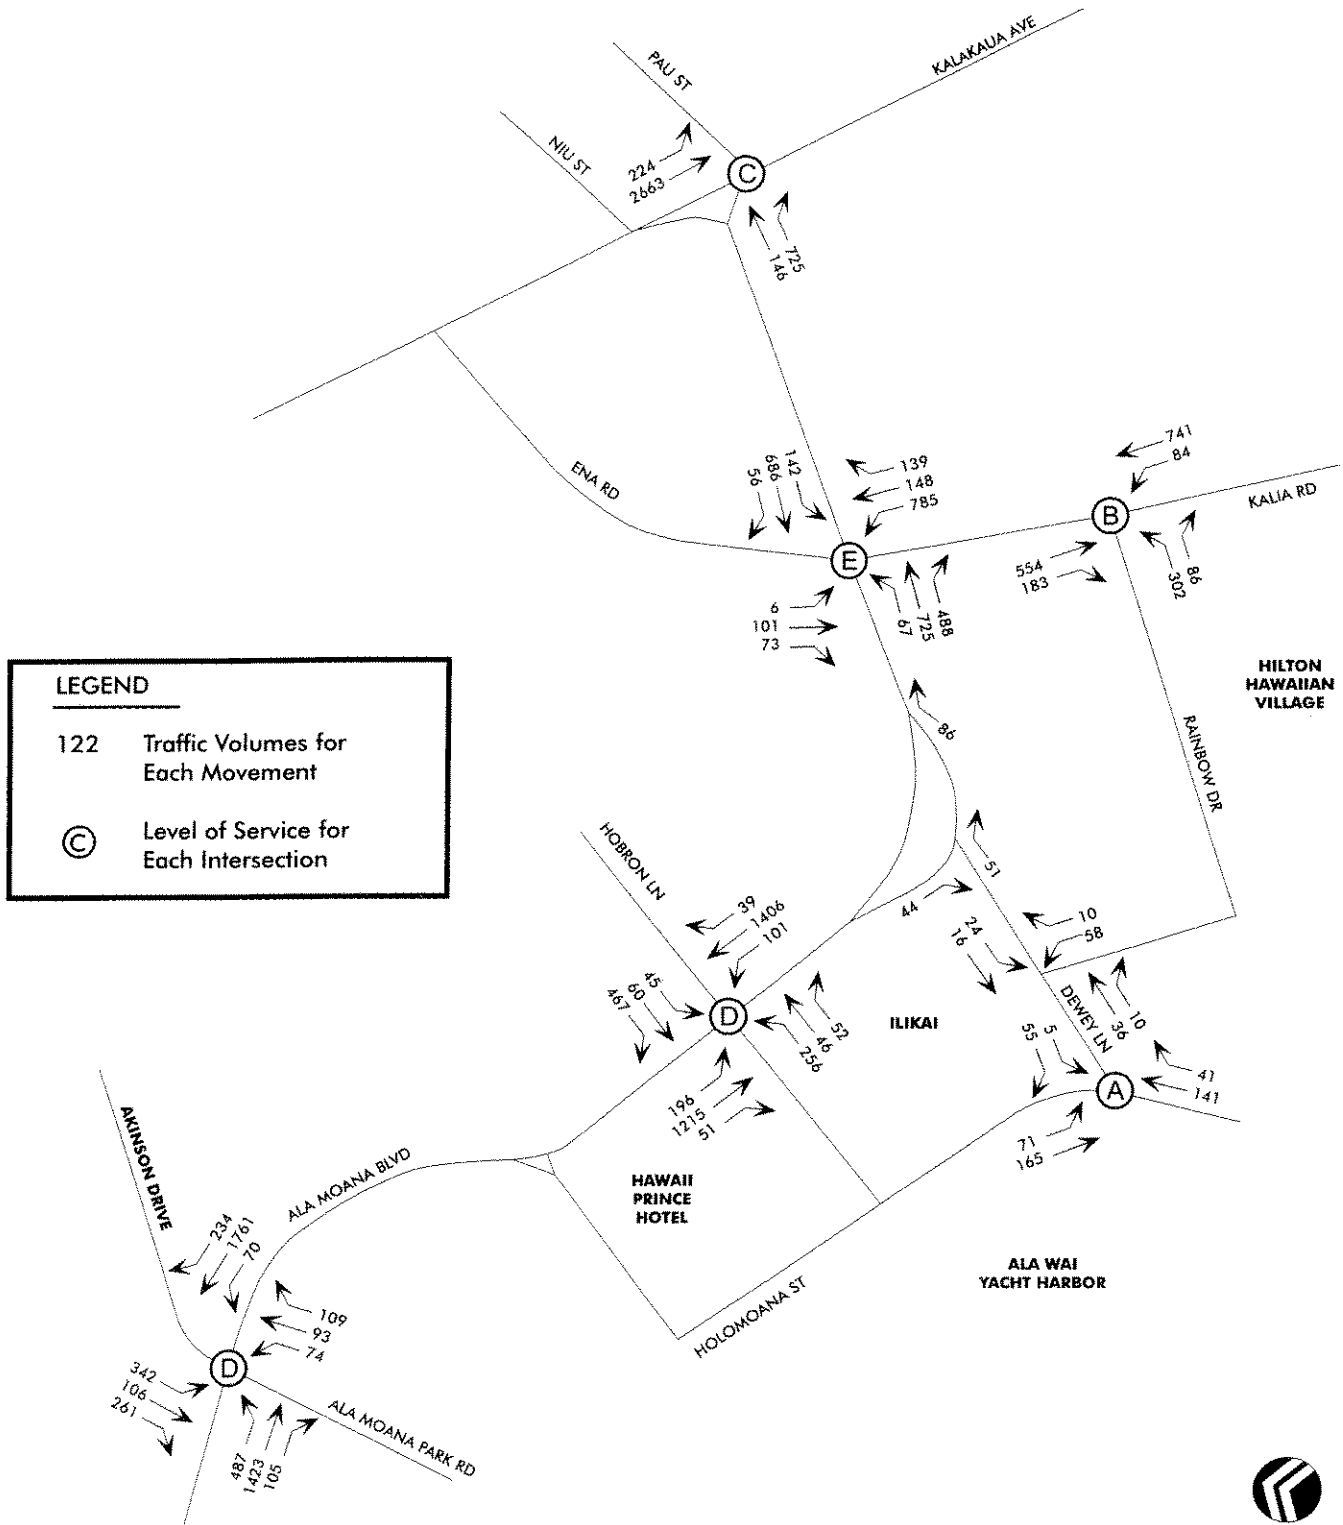 PAU ST
KALAKAUA AVE
NIU ST
224
2663
C
725
146
ENA RD
56
686
142
139
148
785
741
84
KALIA RD
B
E
554
183
86
302
6
101
73
67
725
488
HILTON
HAWAIIAN
VILLAGE
LEGEND
122 Traffic Volumes for
Each Movement
C Level of Service for
Each Intersection
86
RAINBOW DR
HOBRON LN
51
44
39
1406
101
24
16
10
58
467
60
45
D
ILIKAI
52
46
256
DEWEY LN
10
36
55
5
41
141
A
196
1215
51
71
165
AKINSON DRIVE
ALA MOANA BLVD
HAWAII
PRINCE
HOTEL
234
1761
70
ALA WAI
YACHT HARBOR
HOLOMOANA ST
109
93
74
342
106
261
D
ALA MOANA PARK RD
487
1423
105